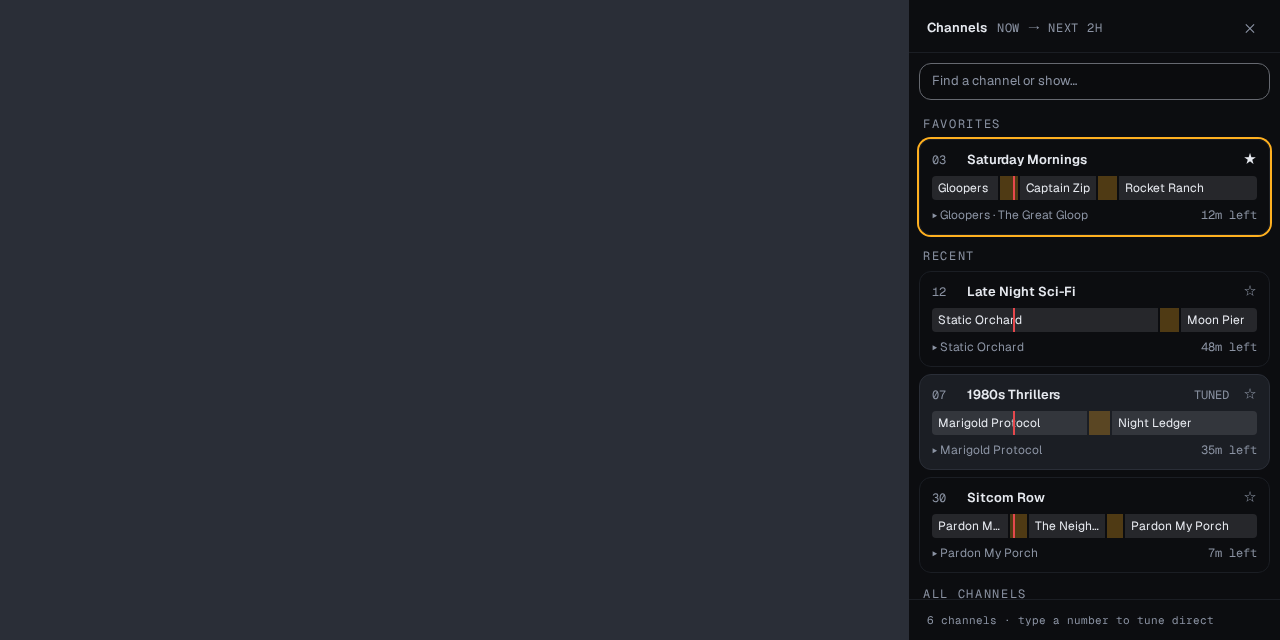 Channels NOW → NEXT 2H ×
Find a channel or show…
FAVORITES
03 Saturday Mornings ★
Gloopers Captain Zip Rocket Ranch
▸ Gloopers · The Great Gloop 12m left
RECENT
12 Late Night Sci-Fi ☆
Static Orchard Moon Pier
▸ Static Orchard 48m left
07 1980s Thrillers TUNED ☆
Marigold Protocol Night Ledger
▸ Marigold Protocol 35m left
30 Sitcom Row ☆
Pardon M… The Neigh… Pardon My Porch
▸ Pardon My Porch 7m left
ALL CHANNELS
6 channels · type a number to tune direct